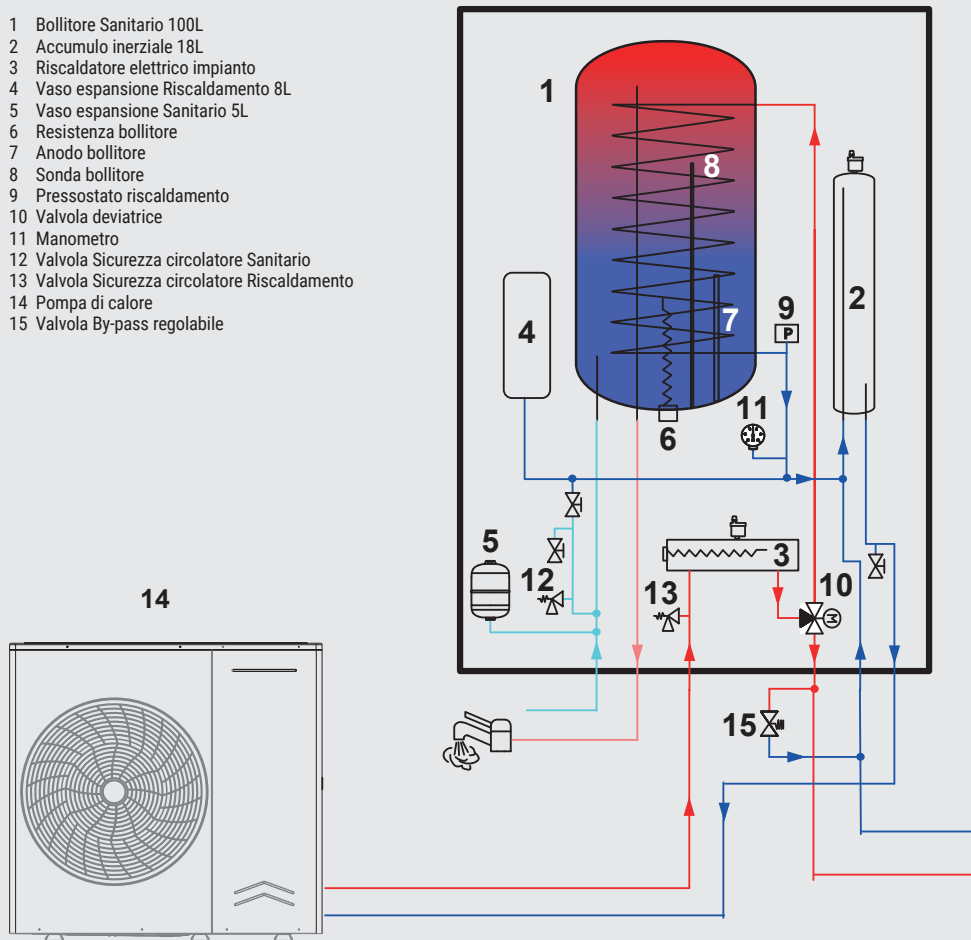 1 Bollitore Sanitario 100L
2 Accumulo inerziale 18L
3 Riscaldatore elettrico impianto
4 Vaso espansione Riscaldamento 8L
5 Vaso espansione Sanitario 5L
6 Resistenza bollitore
7 Anodo bollitore
8 Sonda bollitore
9 Pressostato riscaldamento
10 Valvola deviatrice
11 Manometro
12 Valvola Sicurezza circolatore Sanitario
13 Valvola Sicurezza circolatore Riscaldamento
14 Pompa di calore
15 Valvola By-pass regolabile
1
8
2
4
7
9
P
11
6
5
12
3
13
10
M
14
15